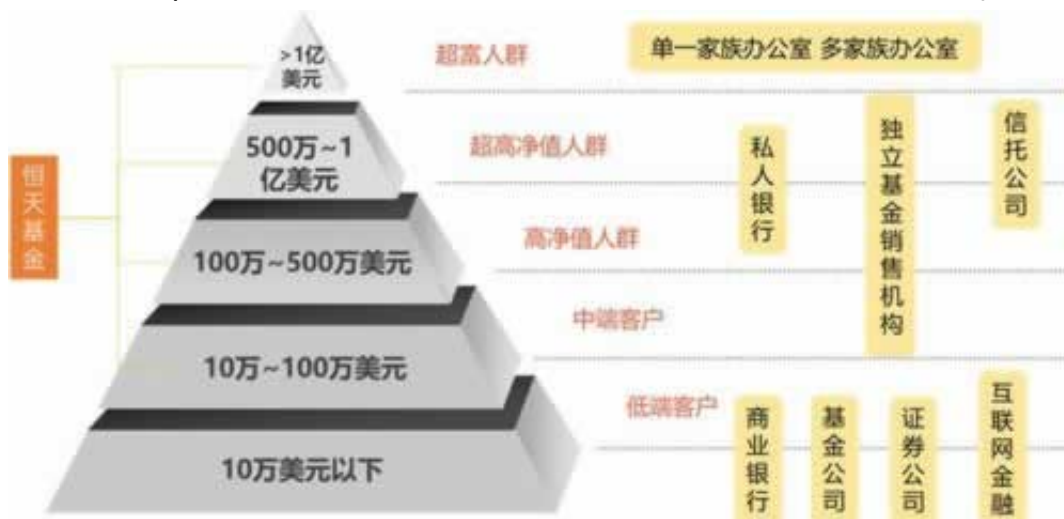 >1亿
美元
超富人群
单一家族办公室 多家族办公室
500万~1
亿美元
超高净值人群
私人银行
独立基金销售机构
信托公司
恒天基金
100万~500万美元
高净值人群
10万~100万美元
中端客户
10万美元以下
低端客户
商业银行
基金公司
证券公司
互联网金融